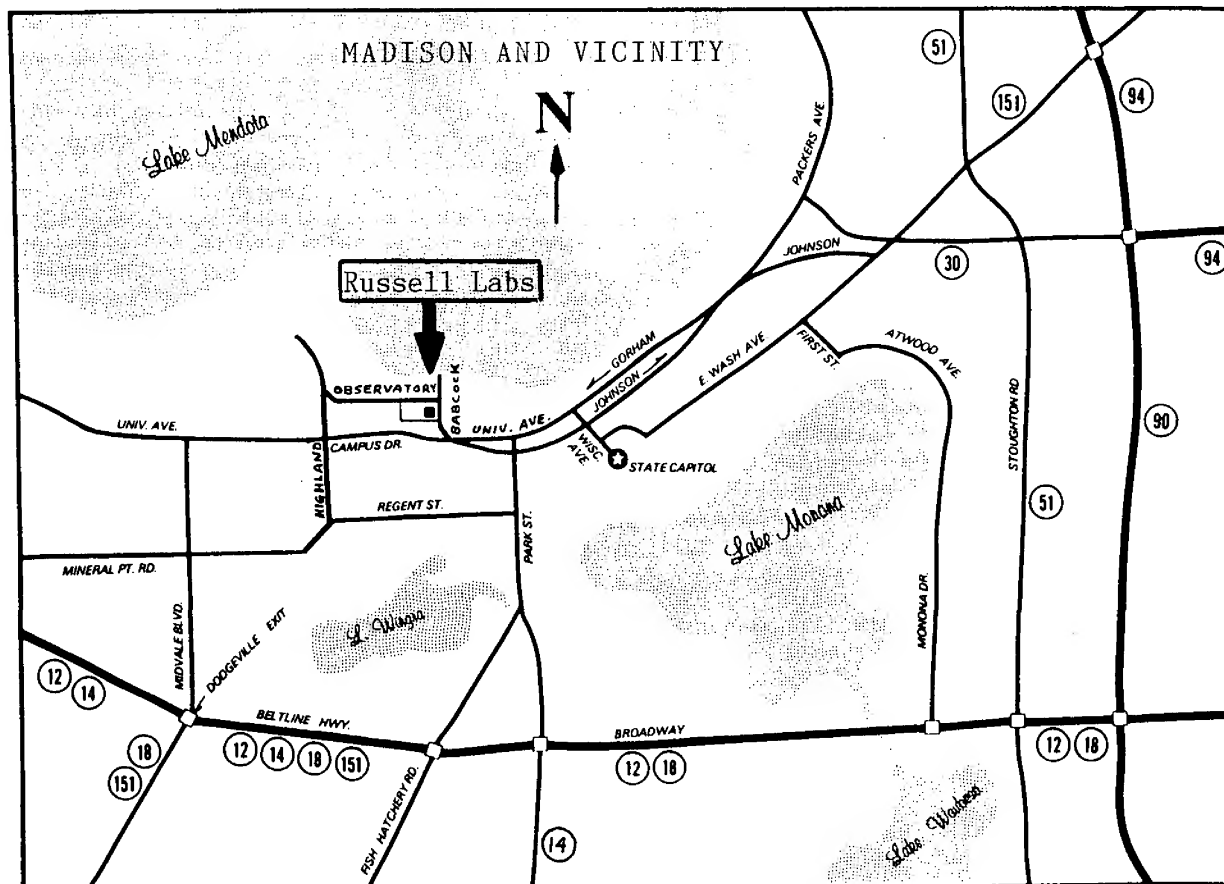 MADISON AND VICINITY
N
51
151
94
Lake Mendota
PACKERS AVE.
JOHNSON
30
94
Russell Labs
GORHAM
JOHNSON
E. WASH AVE
FIRST ST.
ATWOOD AVE.
OBSERVATORY
BABCOCK
UNIV. AVE.
UNIV. AVE.
CAMPUS DR.
WISC. AVE.
STATE CAPITOL
STOUGHTON RD
90
HIGHLAND
REGENT ST.
PARK ST.
Lake Monona
51
MINERAL PT. RD.
MIDVALE BLVD.
DODGEVILLE EXIT
L. Wingra
MONONA DR.
12
14
BELTLINE HWY.
BROADWAY
18
151
12
14
18
151
12
18
12
18
FISH HATCHERY RD.
14
Lake Waubesa